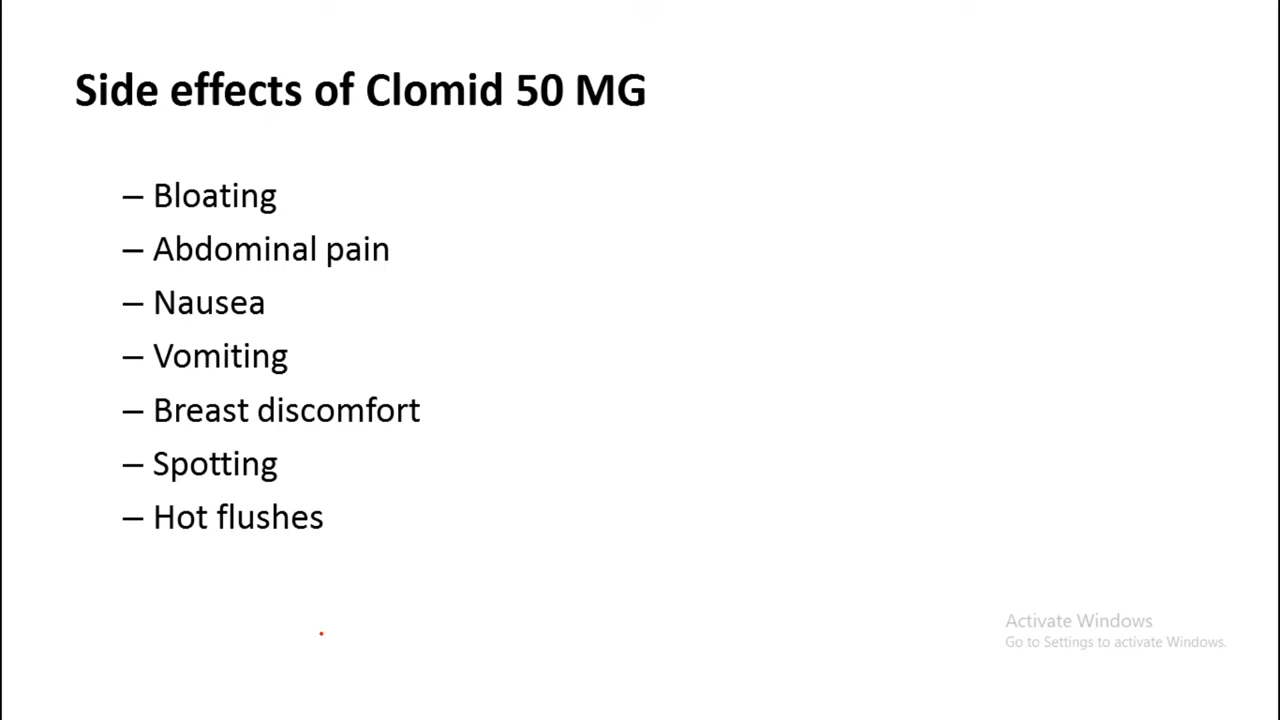 Side effects of Clomid 50 MG
– Bloating
– Abdominal pain
– Nausea
– Vomiting
– Breast discomfort
– Spotting
– Hot flushes
Activate Windows
Go to Settings to activate Windows.